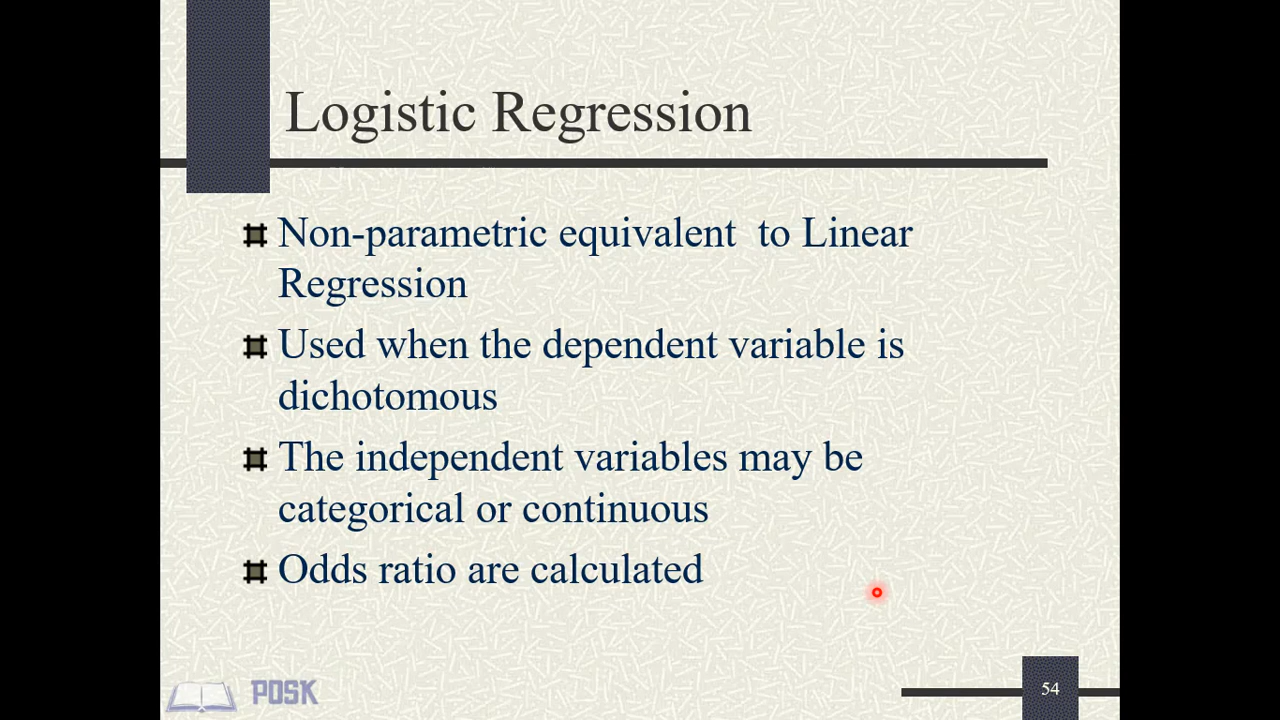 Logistic Regression
Non-parametric equivalent  to Linear
Regression
Used when the dependent variable is
dichotomous
The independent variables may be
categorical or continuous
Odds ratio are calculated
54
POSK